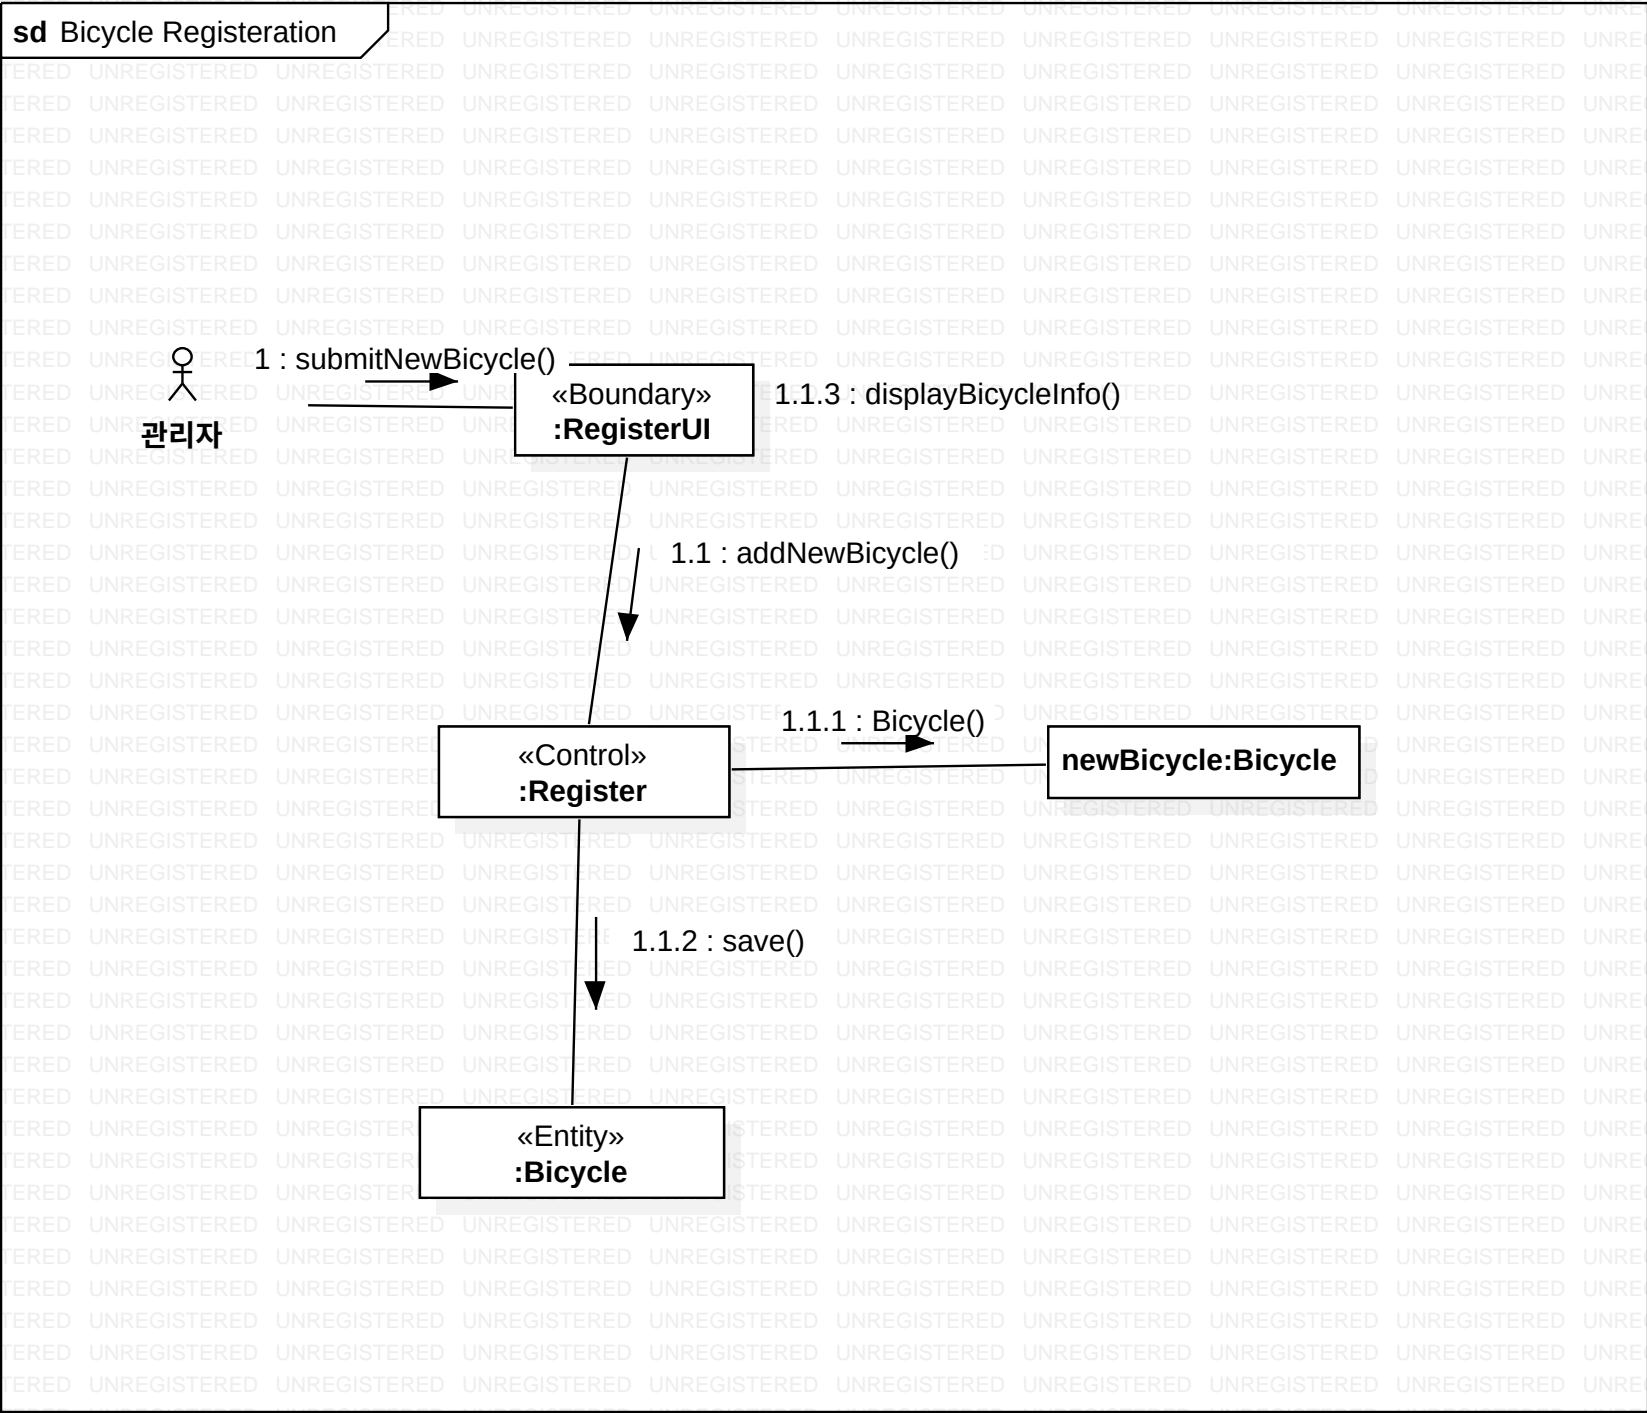 sd Bicycle Registeration
1 : submitNewBicycle()
관리자
«Boundary»
:RegisterUI
1.1.3 : displayBicycleInfo()
1.1 : addNewBicycle()
«Control»
:Register
1.1.1 : Bicycle()
newBicycle:Bicycle
1.1.2 : save()
«Entity»
:Bicycle
UNREGISTERED